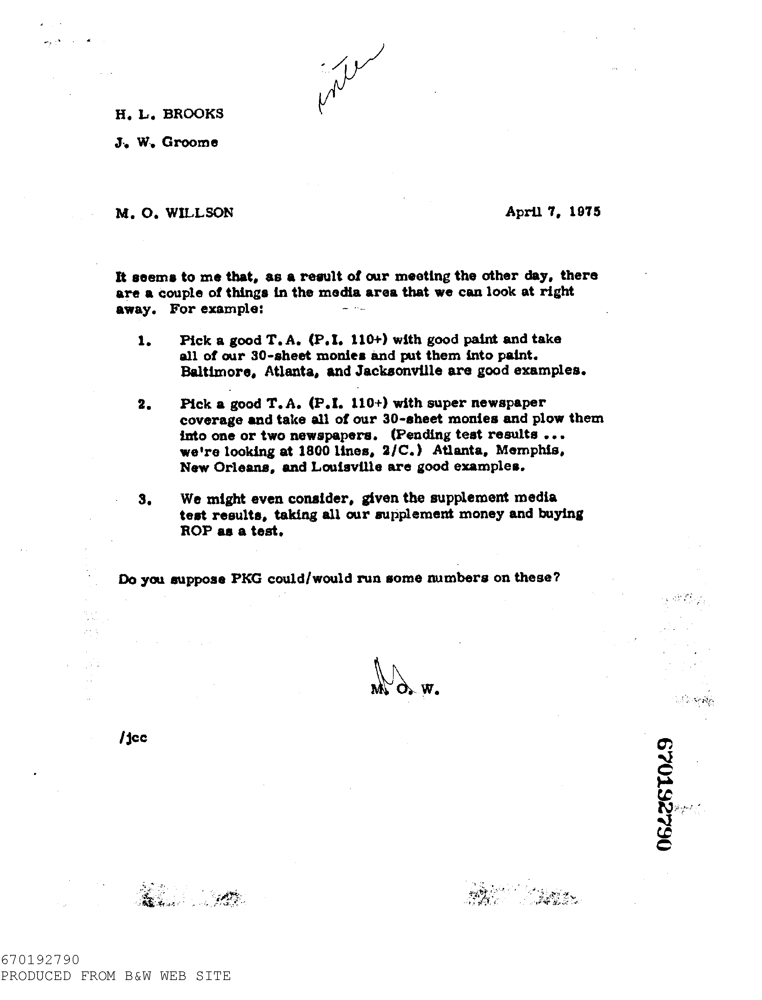 inter
H. L. BROOKS
J. W. Groome
M. O. WILLSON April 7, 1975
It seems to me that, as a result of our meeting the other day, there
are a couple of things in the media area that we can look at right
away. For example:
1. Pick a good T.A. (P.I. 110+) with good paint and take
all of our 30-sheet monies and put them into paint.
Baltimore, Atlanta, and Jacksonville are good examples.
2. Pick a good T.A. (P.I. 110+) with super newspaper
coverage and take all of our 30-sheet monies and plow them
into one or two newspapers. (Pending test results ...
we're looking at 1800 lines, 2/C.) Atlanta, Memphis,
New Orleans, and Louisville are good examples.
3. We might even consider, given the supplement media
test results, taking all our supplement money and buying
ROP as a test.
Do you suppose PKG could/would run some numbers on these?
M. O. W.
/jcc
670192790
670192790
PRODUCED FROM B&W WEB SITE